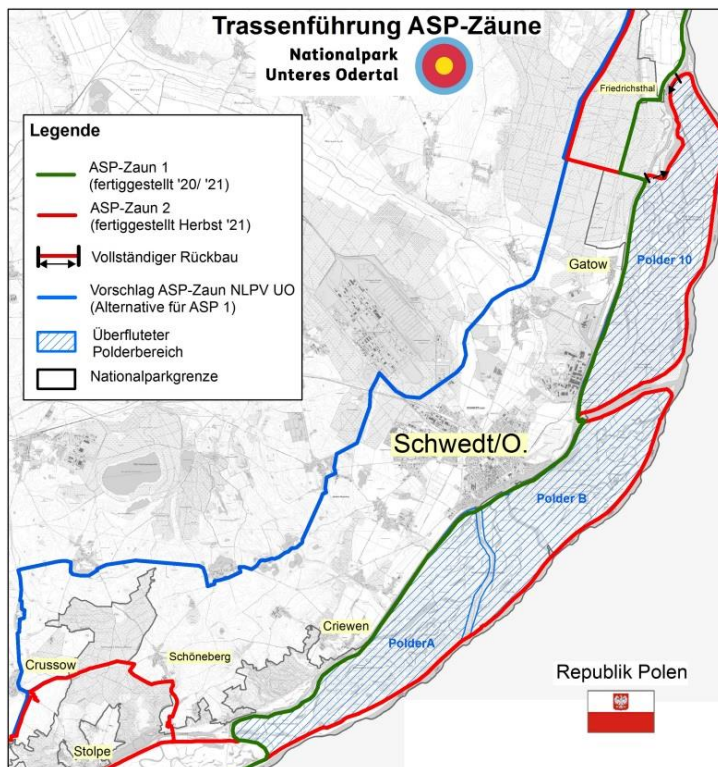 Trassenführung ASP-Zäune
Nationalpark
Unteres Odertal
Legende
ASP-Zaun 1
(fertiggestellt '20/ '21)
ASP-Zaun 2
(fertiggestellt Herbst '21)
Vollständiger Rückbau
Vorschlag ASP-Zaun NLPV UO
(Alternative für ASP 1)
Überfluteter
Polderbereich
Nationalparkgrenze
Friedrichsthal
Polder 10
Gatow
Schwedt/O.
Polder B
Criewen
PolderA
Schöneberg
Crussow
Republik Polen
Stolpe